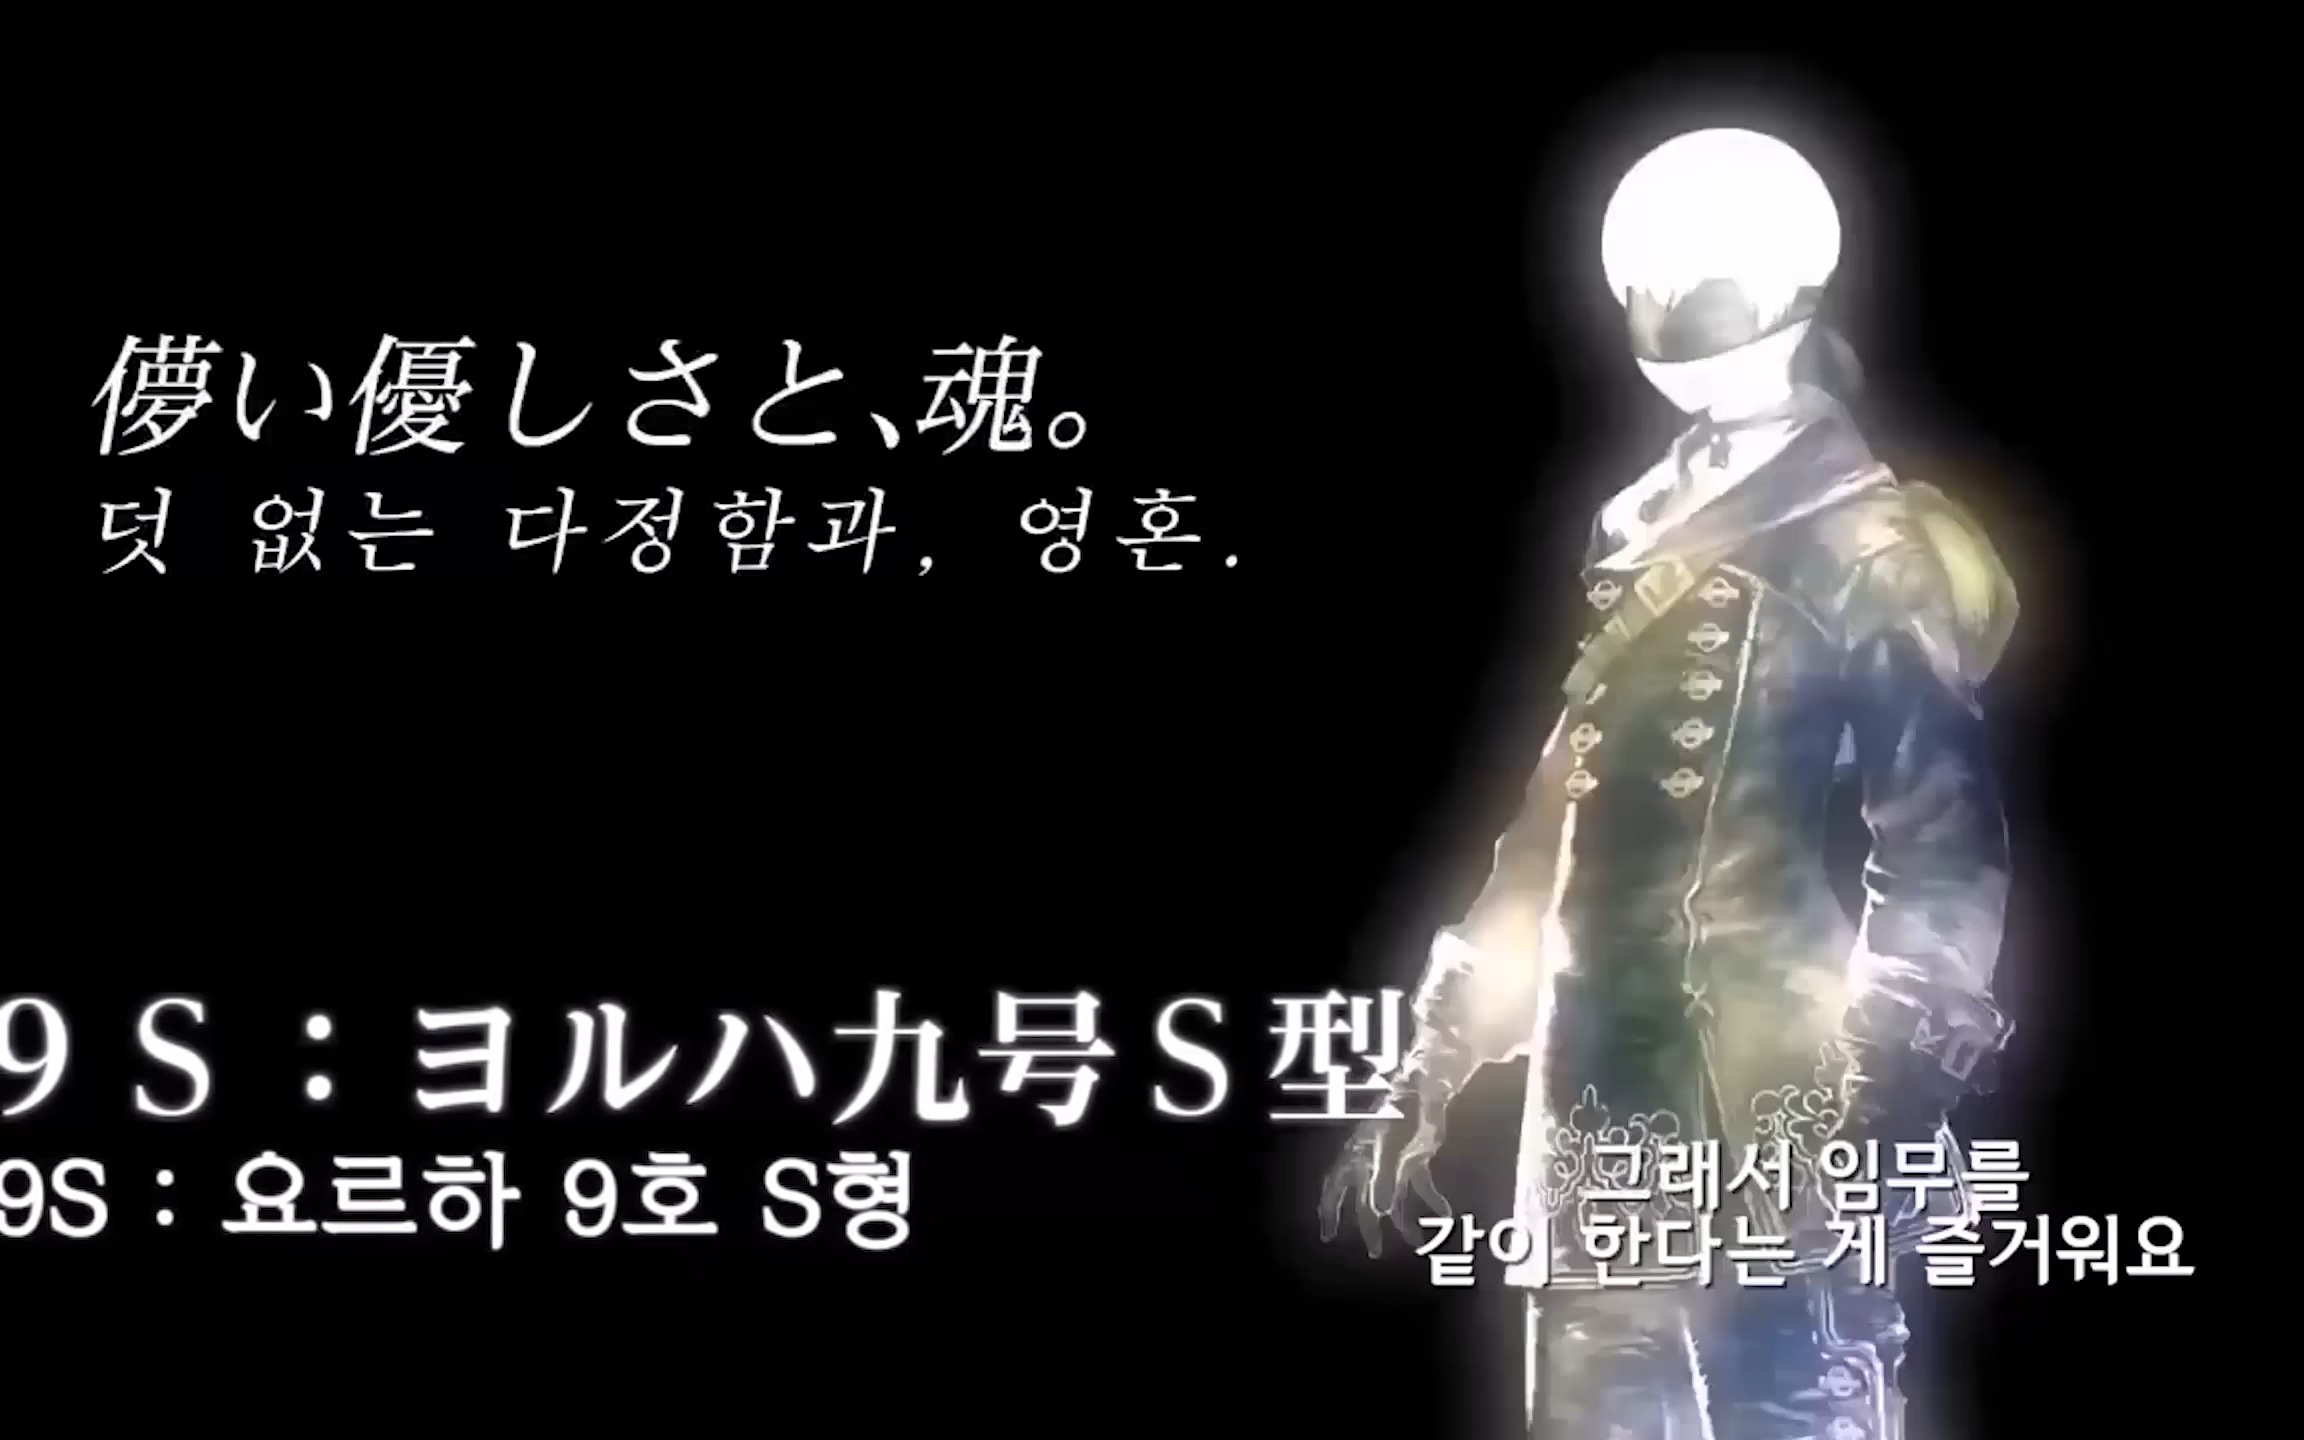 儚い優しさと、魂。
덧 없는 다정함과, 영혼.
9S：ヨルハ九号S型
9S : 요르하 9호 S형
그래서 임무를
같이 한다는 게 즐거워요